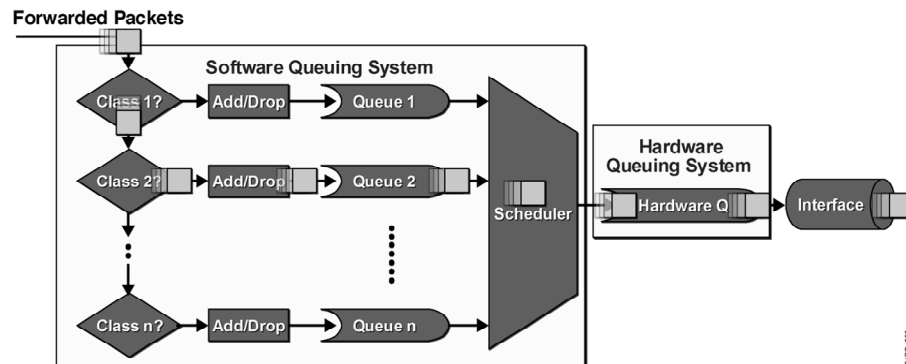 Forwarded Packets
Software Queuing System
Class 1?
Add/Drop
Queue 1
Hardware
Queuing System
Class 2?
Add/Drop
Queue 2
Scheduler
Hardware Q
Interface
Class n?
Add/Drop
Queue n